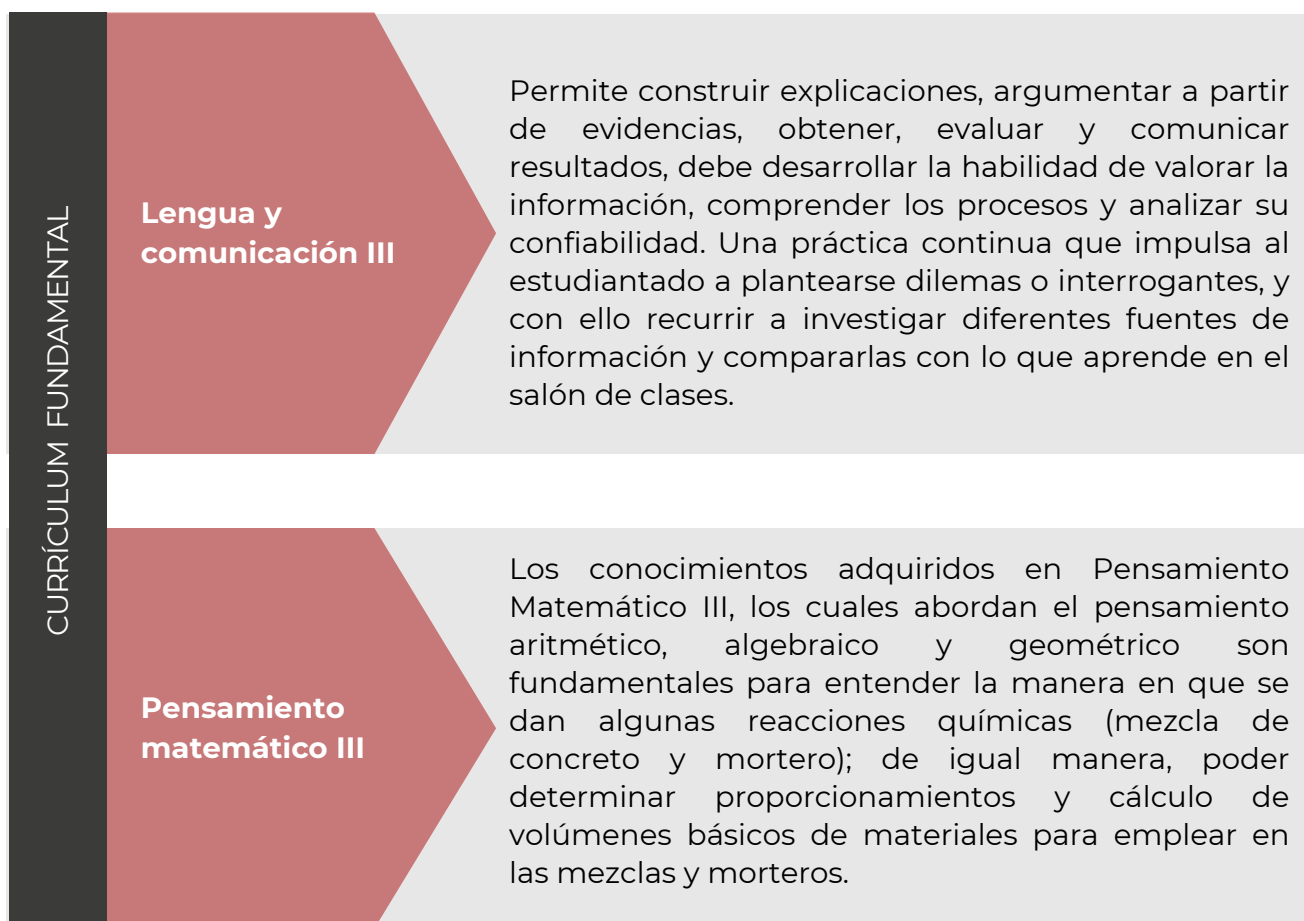 CURRÍCULUM FUNDAMENTAL
Lengua y
comunicación III
Permite construir explicaciones, argumentar a partir
de evidencias, obtener, evaluar y comunicar
resultados, debe desarrollar la habilidad de valorar la
información, comprender los procesos y analizar su
confiabilidad. Una práctica continua que impulsa al
estudiantado a plantearse dilemas o interrogantes, y
con ello recurrir a investigar diferentes fuentes de
información y compararlas con lo que aprende en el
salón de clases.
Pensamiento
matemático III
Los conocimientos adquiridos en Pensamiento
Matemático III, los cuales abordan el pensamiento
aritmético, algebraico y geométrico son
fundamentales para entender la manera en que se
dan algunas reacciones químicas (mezcla de
concreto y mortero); de igual manera, poder
determinar proporcionamientos y cálculo de
volúmenes básicos de materiales para emplear en
las mezclas y morteros.